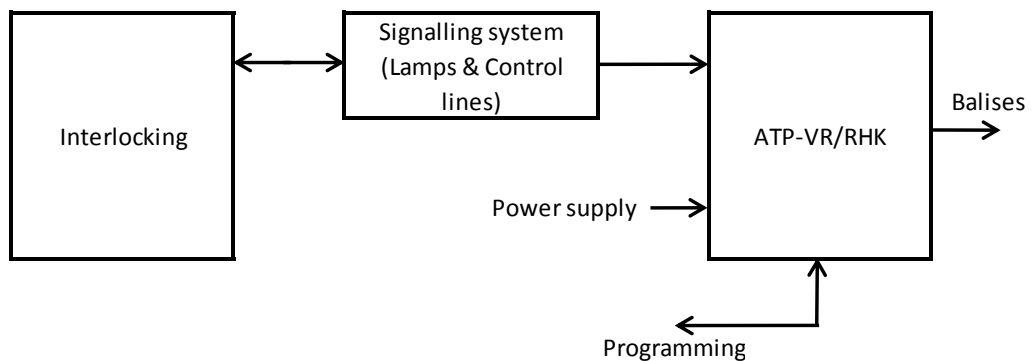 Interlocking
Signalling system
(Lamps & Control
lines)
ATP-VR/RHK
Balises
Power supply
Programming